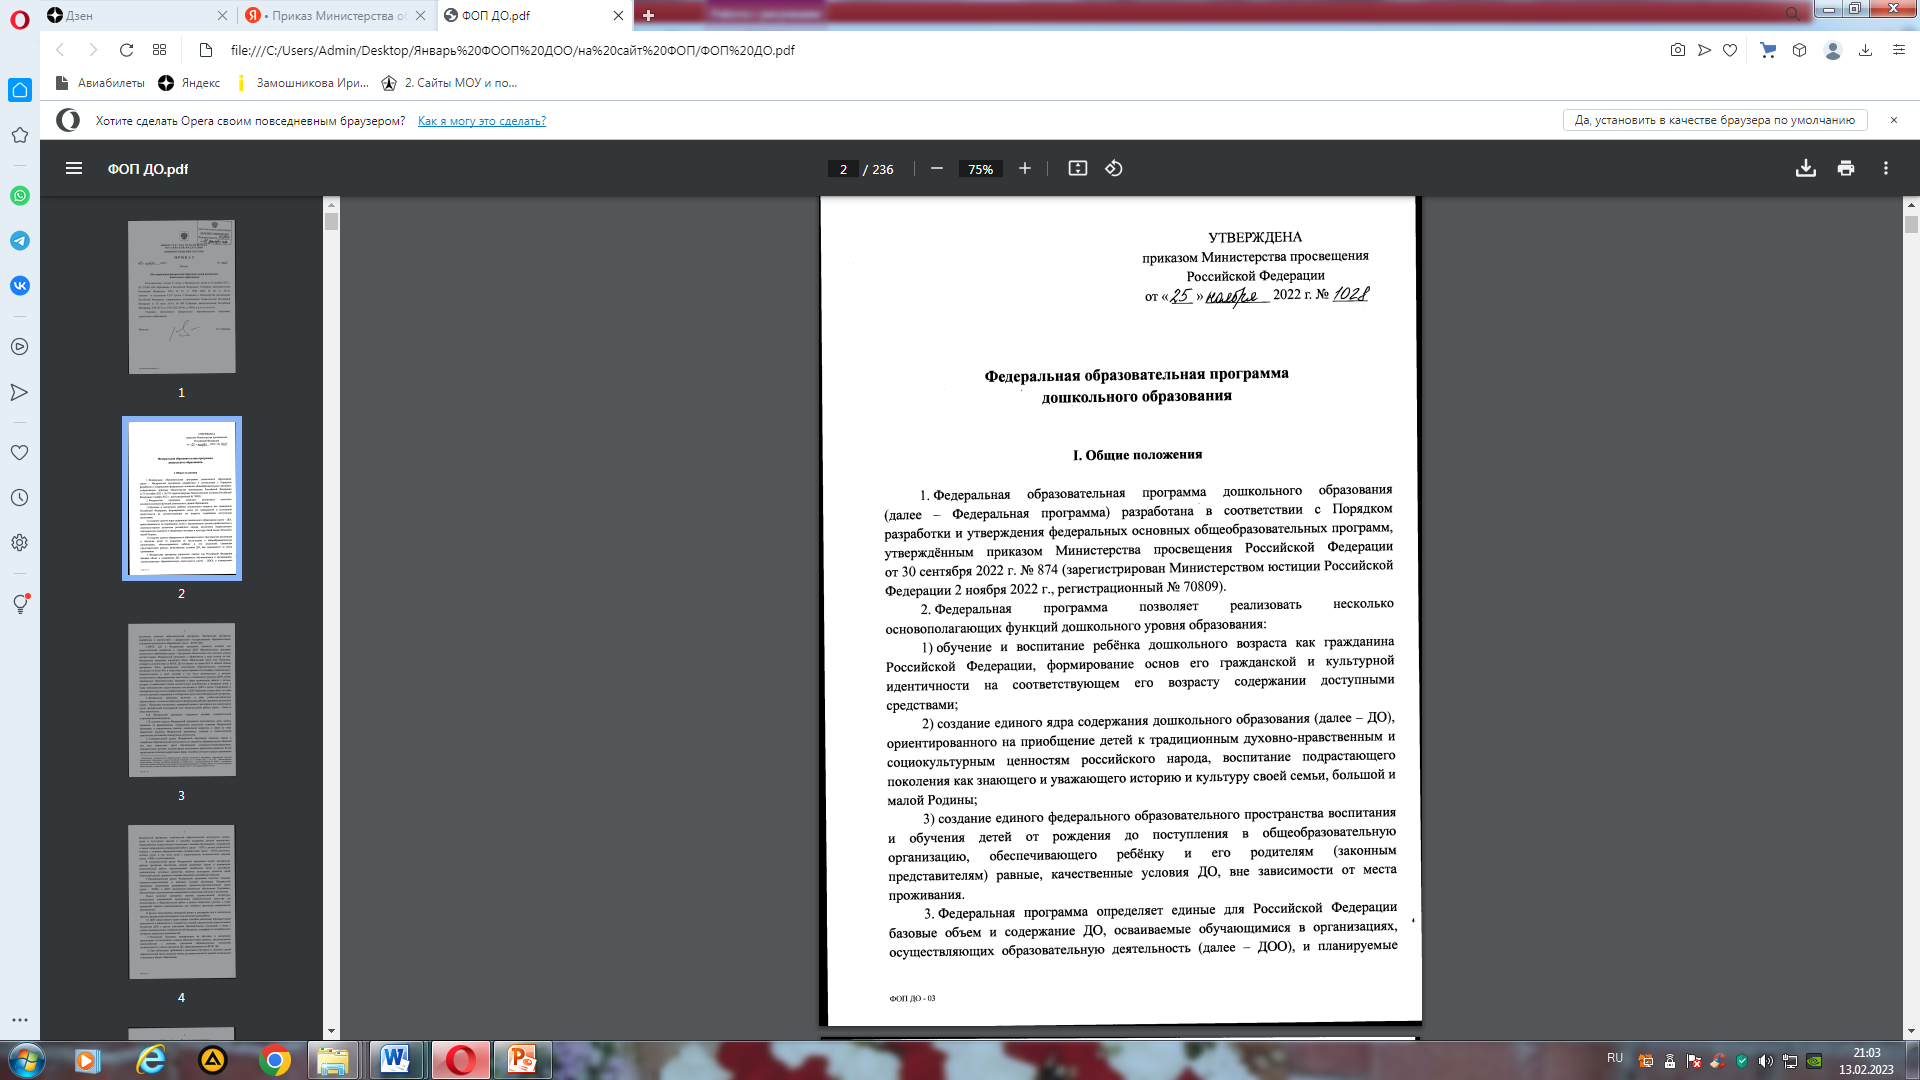 Дзен
• Приказ Министерства об
ФОП ДО.pdf
file:///C:/Users/Admin/Desktop/Январь%20ФООП%20ДОО/на%20сайт%20ФОП/ФОП%20ДО.pdf
Авиабилеты
Яндекс
Замошникова Ири...
2. Сайты МОУ и по...
Хотите сделать Opera своим повседневным браузером? Как я могу это сделать?
Да, установить в качестве браузера по умолчанию
ФОП ДО.pdf
2 / 236
75%
1
2
3
4
УТВЕРЖДЕНА
приказом Министерства просвещения
Российской Федерации
от «25» ноября 2022 г. № 1028
Федеральная образовательная программа
дошкольного образования
I. Общие положения
1. Федеральная образовательная программа дошкольного образования
(далее – Федеральная программа) разработана в соответствии с Порядком
разработки и утверждения федеральных основных общеобразовательных программ,
утверждённым приказом Министерства просвещения Российской Федерации
от 30 сентября 2022 г. № 874 (зарегистрирован Министерством юстиции Российской
Федерации 2 ноября 2022 г., регистрационный № 70809).
2. Федеральная программа позволяет реализовать несколько
основополагающих функций дошкольного уровня образования:
1) обучение и воспитание ребёнка дошкольного возраста как гражданина
Российской Федерации, формирование основ его гражданской и культурной
идентичности на соответствующем его возрасту содержании доступными
средствами;
2) создание единого ядра содержания дошкольного образования (далее – ДО),
ориентированного на приобщение детей к традиционным духовно-нравственным и
социокультурным ценностям российского народа, воспитание подрастающего
поколения как знающего и уважающего историю и культуру своей семьи, большой и
малой Родины;
3) создание единого федерального образовательного пространства воспитания
и обучения детей от рождения до поступления в общеобразовательную
организацию, обеспечивающего ребёнку и его родителям (законным
представителям) равные, качественные условия ДО, вне зависимости от места
проживания.
3. Федеральная программа определяет единые для Российской Федерации
базовые объем и содержание ДО, осваиваемые обучающимися в организациях,
осуществляющих образовательную деятельность (далее – ДОО), и планируемые
ФОП ДО - 03
RU
21:03
13.02.2023